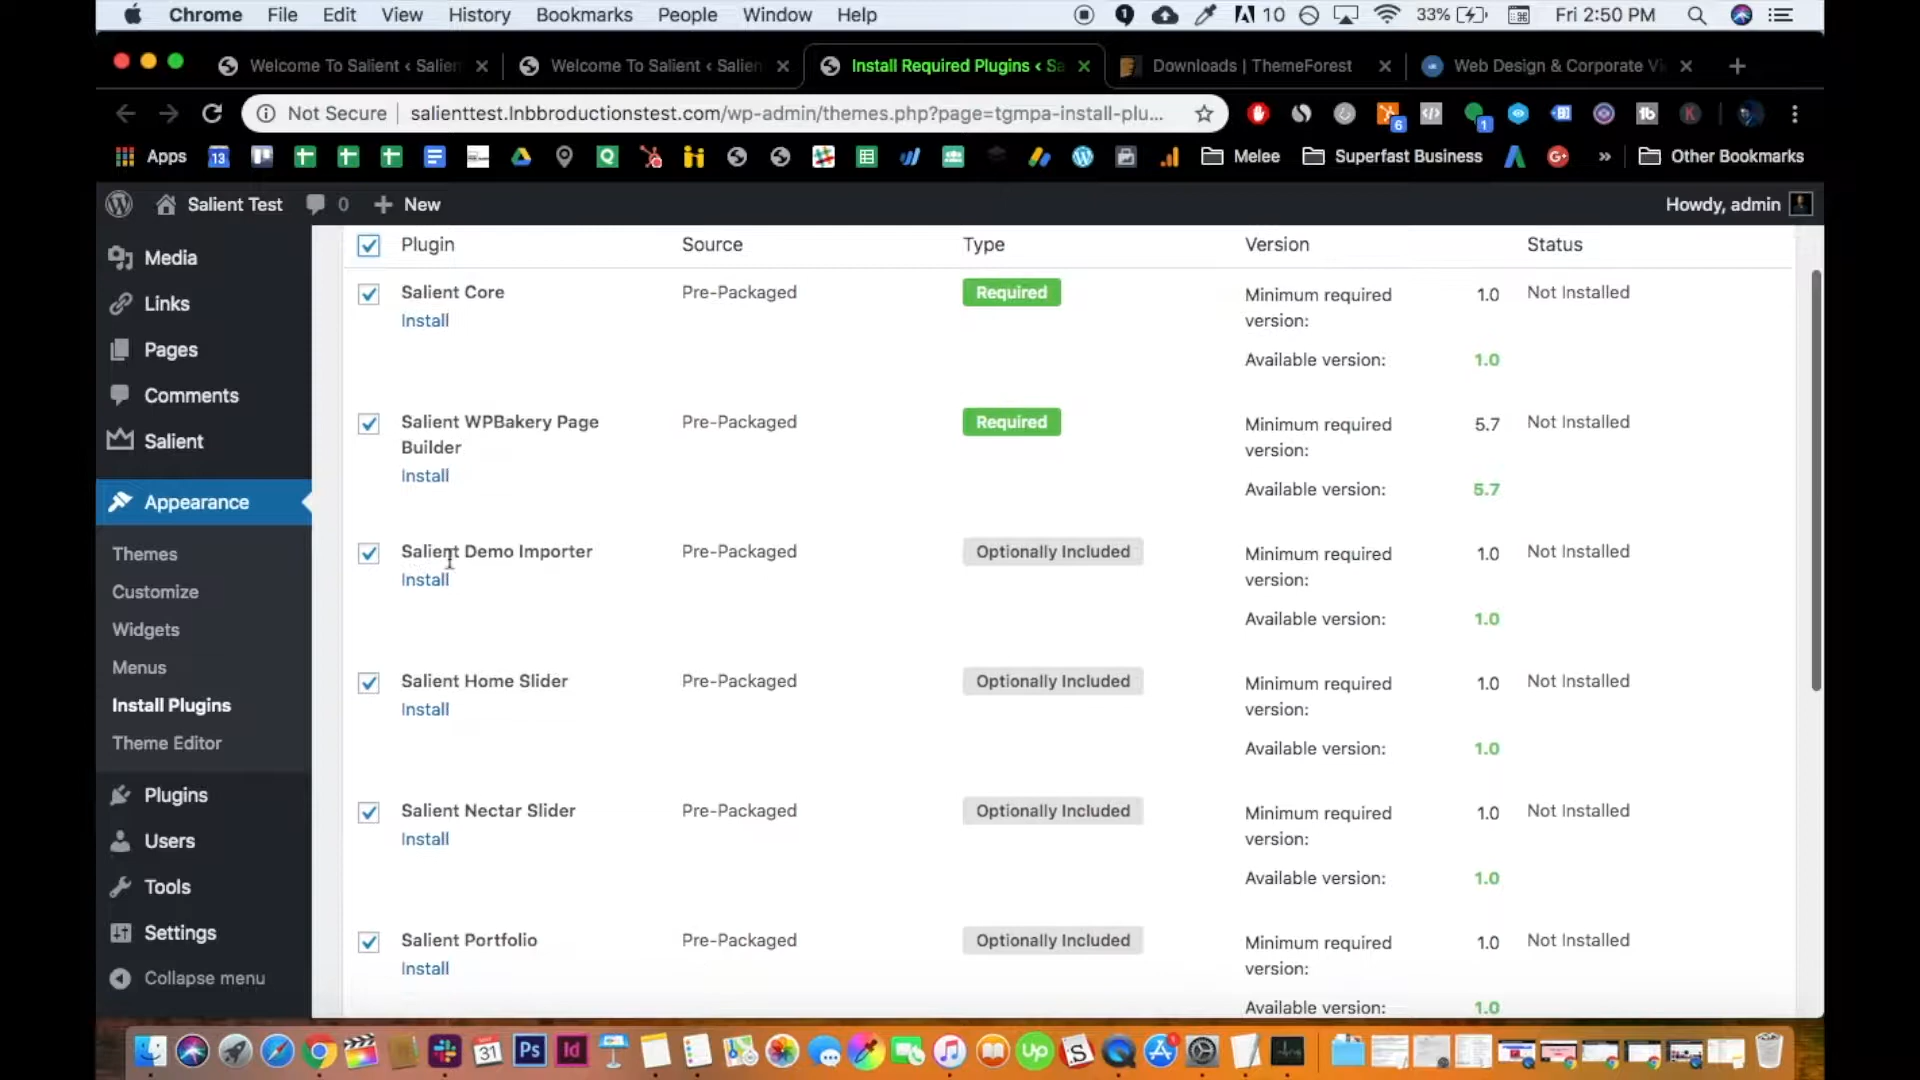 Chrome File Edit View History Bookmarks People Window Help 10 33% Fri 2:50 PM
Welcome To Salient ‹ Salien Welcome To Salient ‹ Salien Install Required Plugins ‹ Sa Downloads | ThemeForest Web Design & Corporate Vi
Not Secure salienttest.lnbbroductionstest.com/wp-admin/themes.php?page=tgmpa-install-plu... 6 1
Apps 13 Melee Superfast Business G+ » Other Bookmarks
Salient Test 0 + New Howdy, admin
Media
Links
Pages
Comments
Salient
Appearance
Themes
Customize
Widgets
Menus
Install Plugins
Theme Editor
Plugins
Users
Tools
Settings
Collapse menu
Plugin Source Type Version Status
Salient Core Pre-Packaged Required Minimum required version: 1.0 Not Installed
Install
Available version: 1.0
Salient WPBakery Page Builder Pre-Packaged Required Minimum required version: 5.7 Not Installed
Install
Available version: 5.7
Salient Demo Importer Pre-Packaged Optionally Included Minimum required version: 1.0 Not Installed
Install
Available version: 1.0
Salient Home Slider Pre-Packaged Optionally Included Minimum required version: 1.0 Not Installed
Install
Available version: 1.0
Salient Nectar Slider Pre-Packaged Optionally Included Minimum required version: 1.0 Not Installed
Install
Available version: 1.0
Salient Portfolio Pre-Packaged Optionally Included Minimum required version: 1.0 Not Installed
Install
Available version: 1.0
31 Ps Id Up